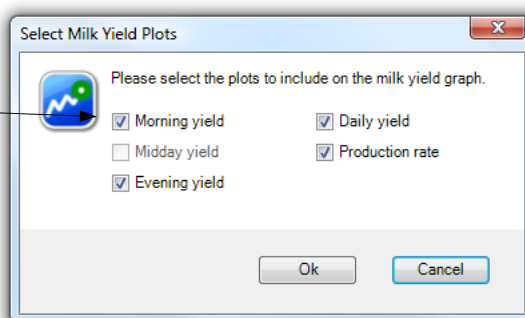 Select Milk Yield Plots
Please select the plots to include on the milk yield graph.
Morning yield
Daily yield
Midday yield
Production rate
Evening yield
Ok
Cancel